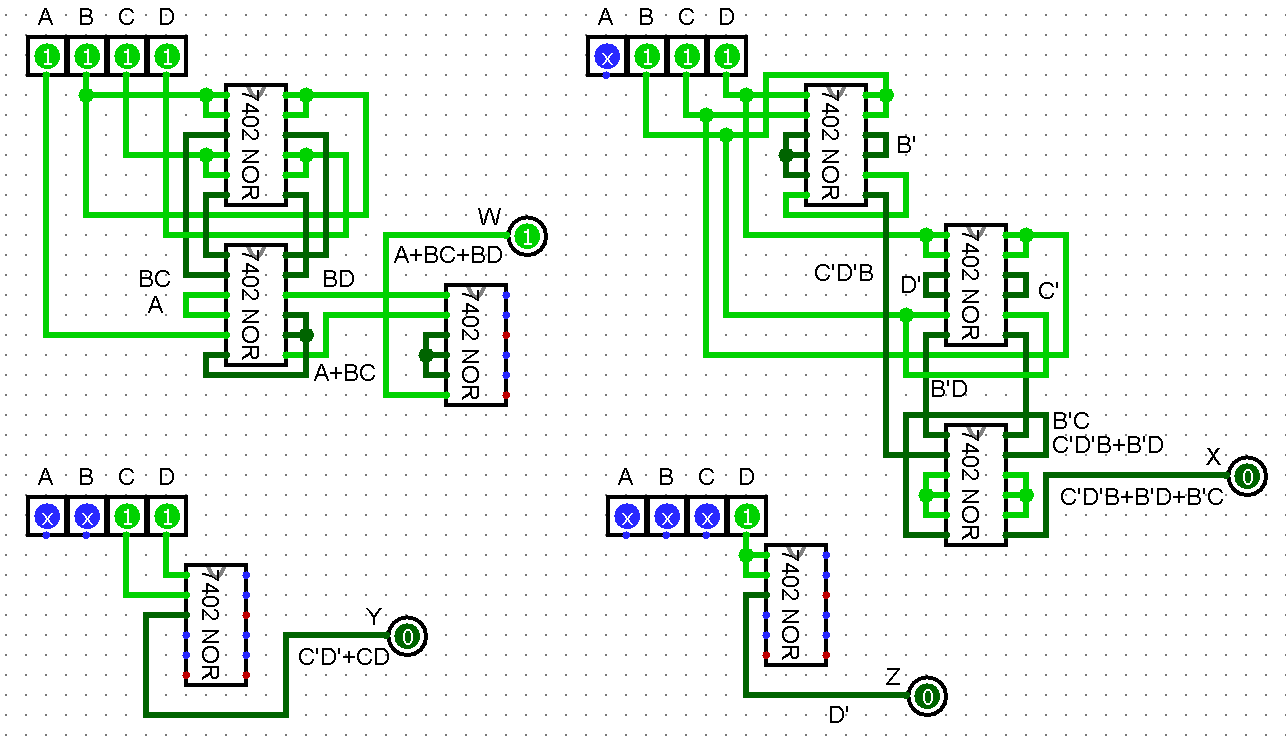 A B C D
1 1 1 1
7402 NOR
7402 NOR
BC
A
BD
W
1
A+BC+BD
7402 NOR
A+BC
A B C D
x 1 1 1
7402 NOR
B'
C'D'B
7402 NOR
D'
C'
B'D
B'C
C'D'B+B'D
7402 NOR
X
0
C'D'B+B'D+B'C
A B C D
x x 1 1
7402 NOR
Y
0
C'D'+CD
A B C D
x x x 1
7402 NOR
Z
0
D'